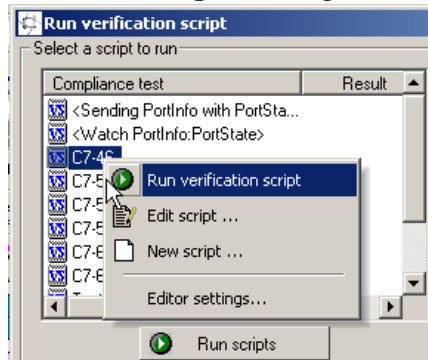 Run verification script
Select a script to run
Compliance test Result
<Sending PortInfo with PortSta...
<Watch PortInfo:PortState>
C7-46
Run verification script
Edit script ...
New script ...
Editor settings...
Run scripts